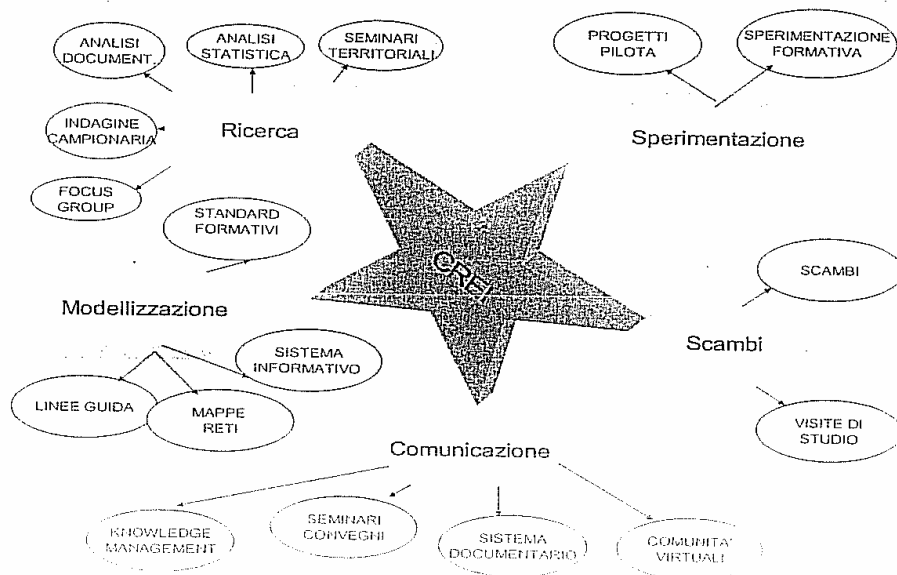 ANALISI
DOCUMENT.
ANALISI
STATISTICA
SEMINARI
TERRITORIALI
PROGETTI
PILOTA
SPERIMENTAZIONE
FORMATIVA
INDAGINE
CAMPIONARIA
Ricerca
Sperimentazione
FOCUS
GROUP
STANDARD
FORMATIVI
CREI
SCAMBI
Modellizzazione
Scambi
SISTEMA
INFORMATIVO
LINEE GUIDA
MAPPE
RETI
VISITE DI
STUDIO
Comunicazione
KNOWLEDGE
MANAGEMENT
SEMINARI
CONVEGNI
SISTEMA
DOCUMENTARIO
COMUNITA'
VIRTUALI